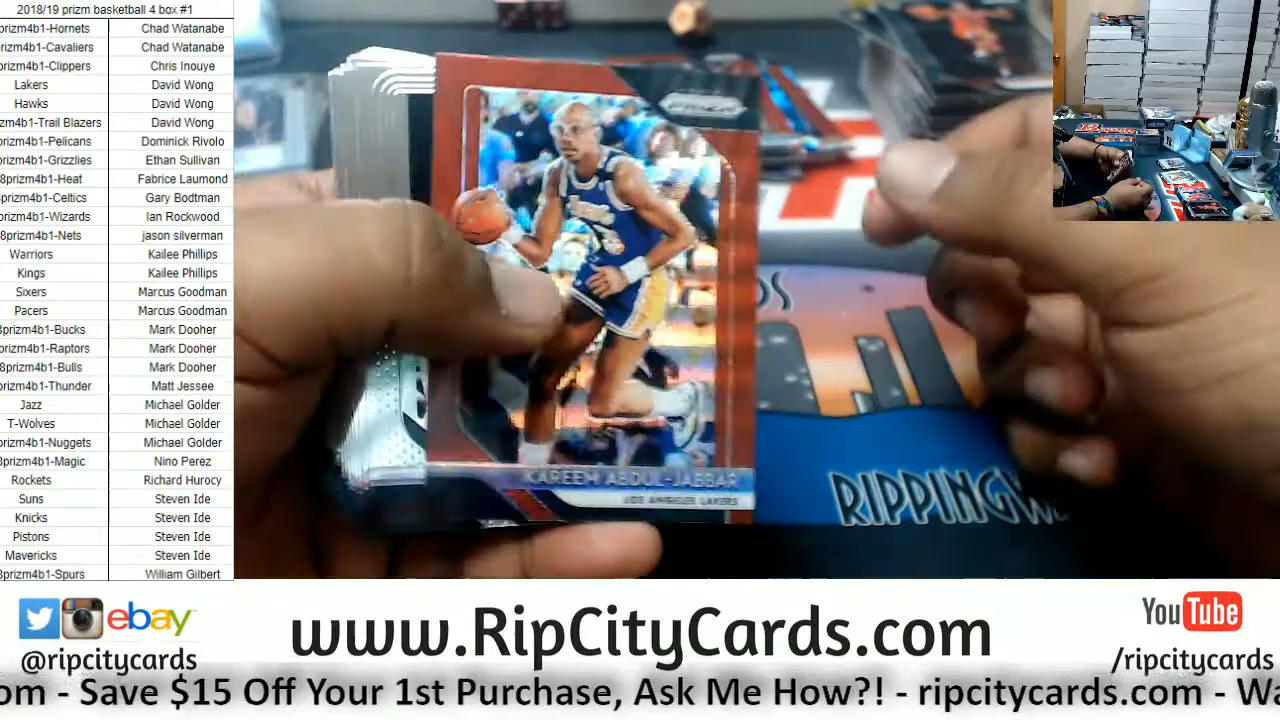 2018/19 prizm basketball 4 box #1
prizm4b1-Hornets Chad Watanabe
rizm4b1-Cavaliers Chad Watanabe
prizm4b1-Clippers Chris Inouye
Lakers David Wong
Hawks David Wong
zm4b1-Trail Blazers David Wong
prizm4b1-Pelicans Dominick Rivolo
prizm4b1-Grizzlies Ethan Sullivan
8prizm4b1-Heat Fabrice Laumond
prizm4b1-Celtics Gary Bodtman
prizm4b1-Wizards Ian Rockwood
8prizm4b1-Nets jason silverman
Warriors Kailee Phillips
Kings Kailee Phillips
Sixers Marcus Goodman
Pacers Marcus Goodman
prizm4b1-Bucks Mark Dooher
prizm4b1-Raptors Mark Dooher
8prizm4b1-Bulls Mark Dooher
prizm4b1-Thunder Matt Jessee
Jazz Michael Golder
T-Wolves Michael Golder
prizm4b1-Nuggets Michael Golder
prizm4b1-Magic Nino Perez
Rockets Richard Hurocy
Suns Steven Ide
Knicks Steven Ide
Pistons Steven Ide
Mavericks Steven Ide
prizm4b1-Spurs William Gilbert
PRIZM
KAREEM ABDUL-JABBAR
LOS ANGELES LAKERS
DS
RIPPINGW
ebay
@ripcitycards
www.RipCityCards.com
YouTube
/ripcitycards
om - Save $15 Off Your 1st Purchase, Ask Me How?! - ripcitycards.com - Wa